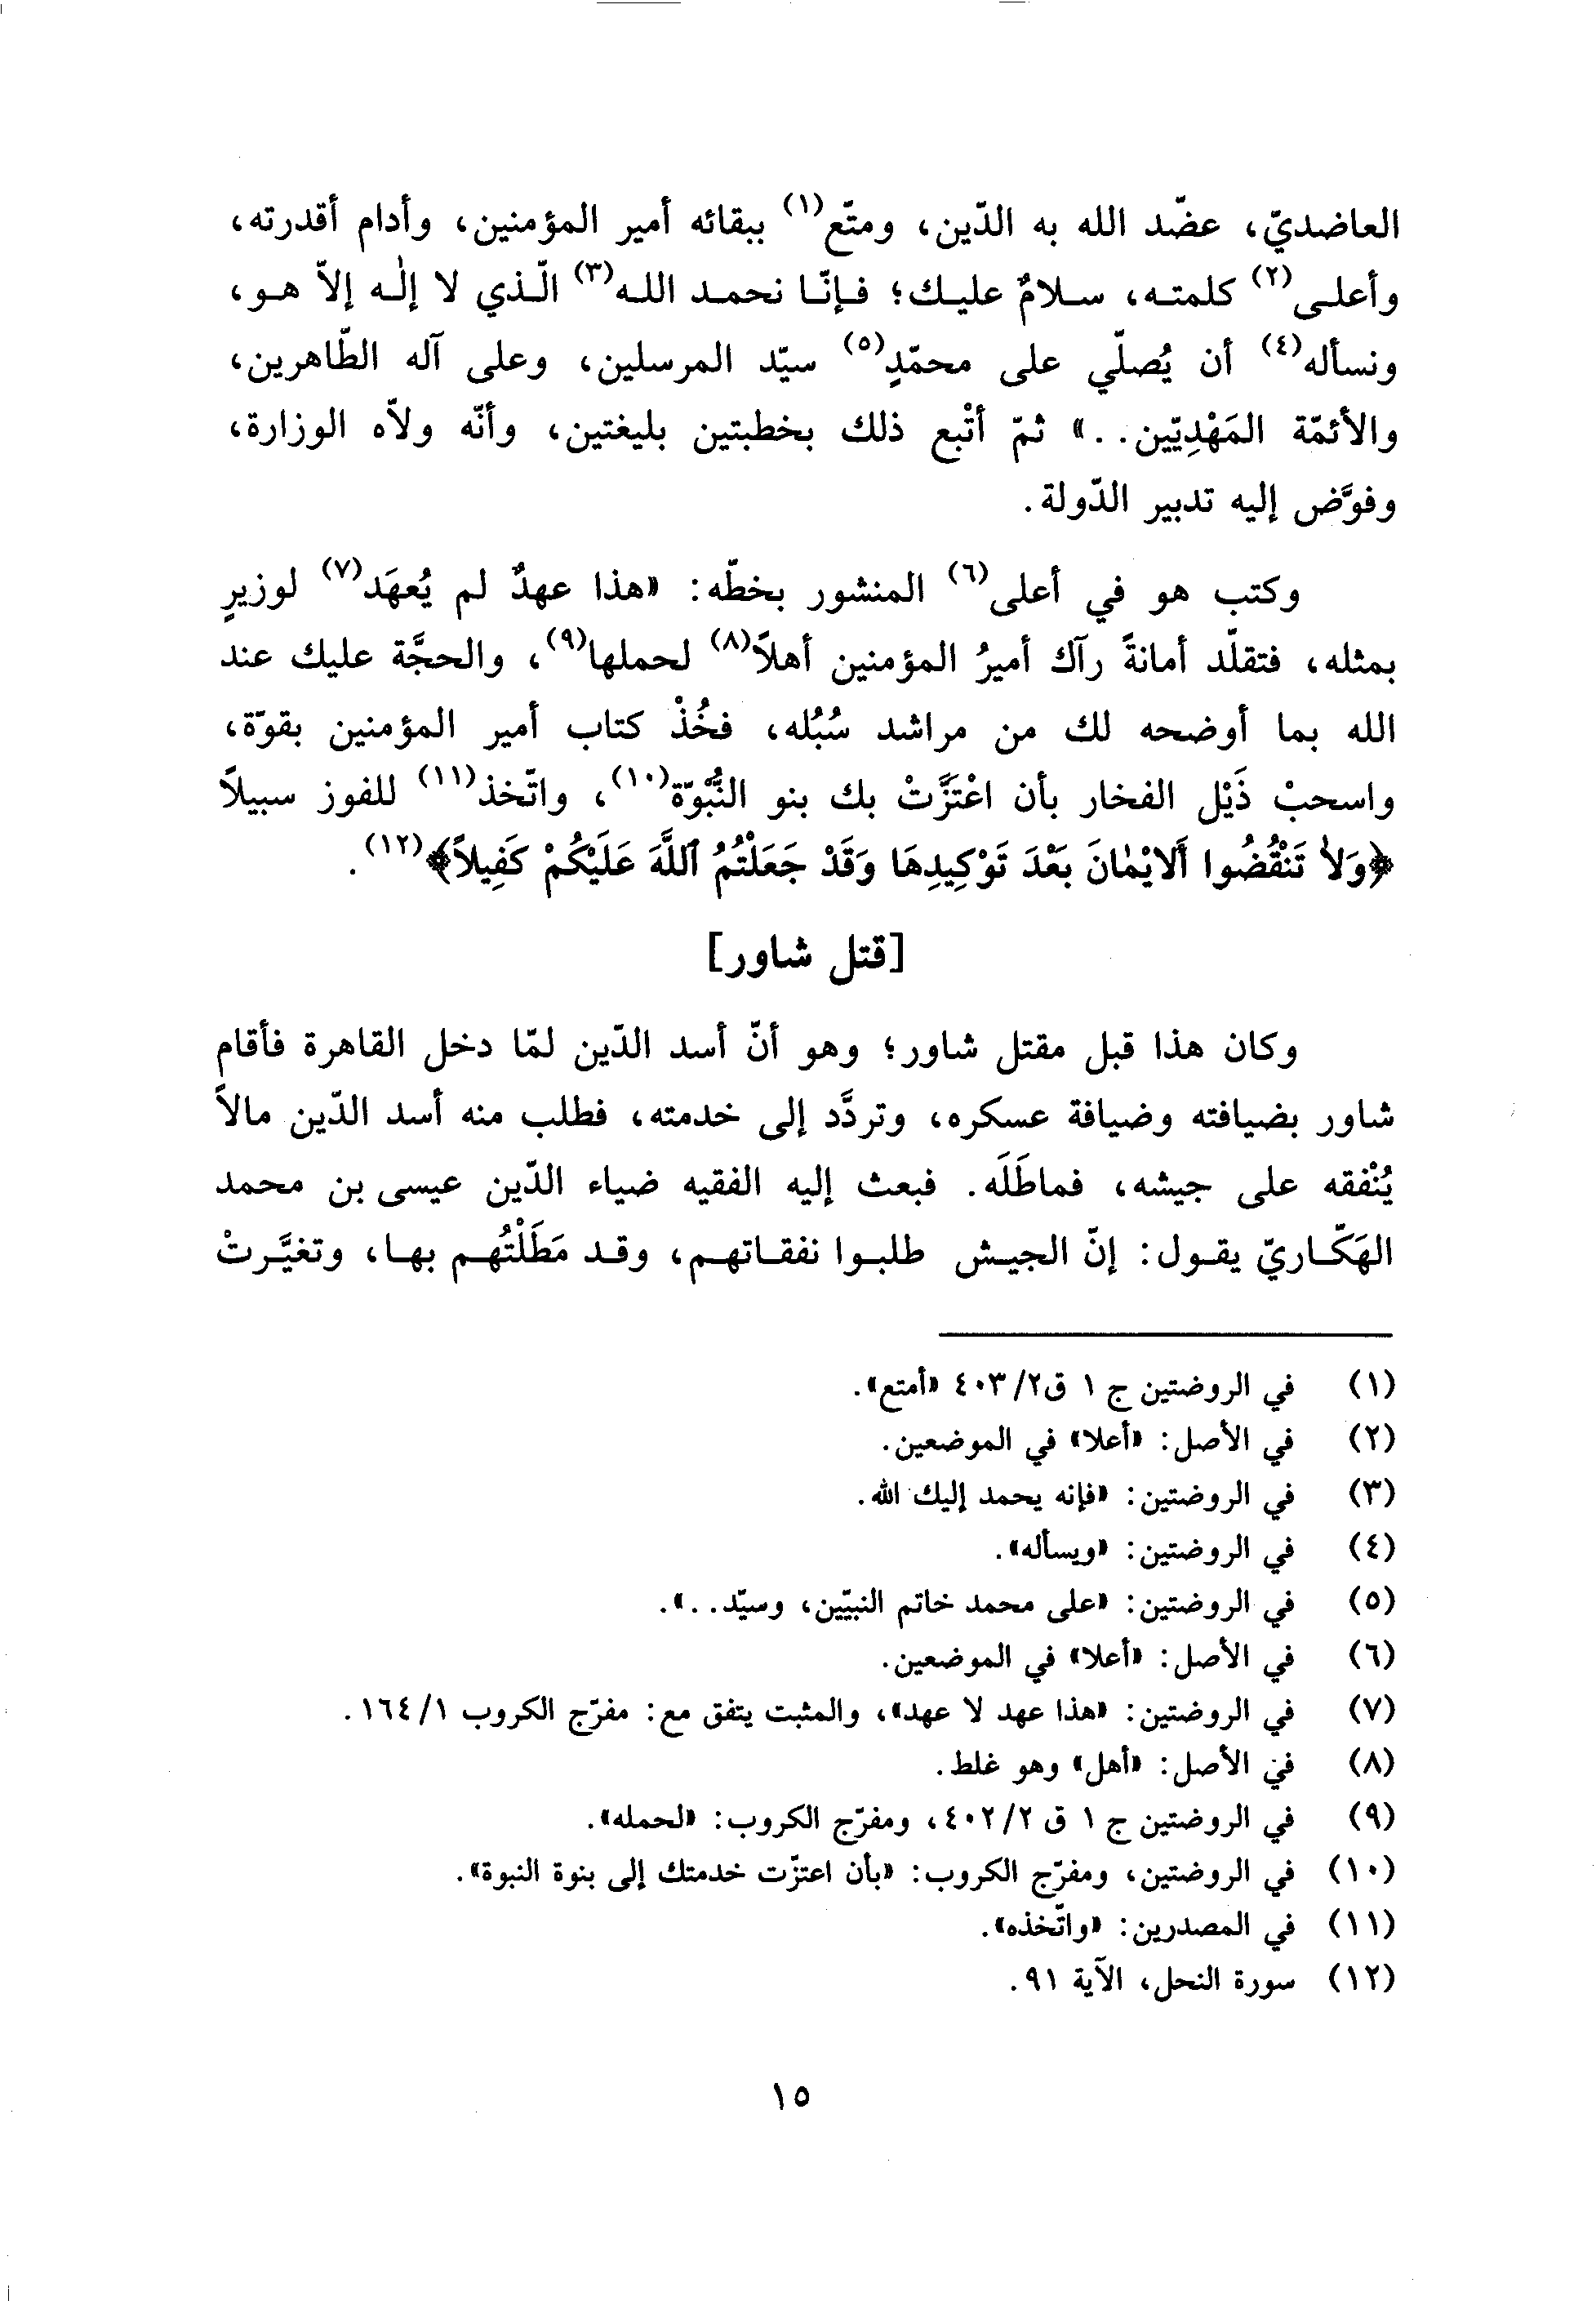 العاضديّ، عضّد الله به الدّين، ومتّع(١) ببقائه أمير المؤمنين، وأدام أقدرته،
وأعلى(٢) كلمته، سلامٌ عليك؛ فإنّا نحمد الله(٣) الّذي لا إلٰه إلاّ هو،
ونسأله(٤) أن يُصلّي على محمّدٍ(٥) سيّد المرسلين، وعلى آله الطّاهرين،
والأئمّة المَهْدِيّين..» ثمّ أتْبع ذلك بخطبتين بليغتين، وأنّه ولاّه الوزارة،
وفوَّض إليه تدبير الدّولة.
وكتب هو في أعلى(٦) المنشور بخطّه: «هذا عهدٌ لم يُعهَد(٧) لوزيرٍ
بمثله، فتقلّد أمانةً رآك أميرُ المؤمنين أهلاً(٨) لحملها(٩)، والحجَّة عليك عند
الله بما أوضحه لك من مراشد سُبُله، فخُذْ كتاب أمير المؤمنين بقوّة،
واسحبْ ذَيْل الفخار بأن اعْتَزَّتْ بك بنو النُّبُوّة(١٠)، واتّخذ(١١) للفوز سبيلاً
﴿وَلاٰ تَنْقُضُوا ٱَلايْمٰانَ بَعْدَ تَوْكِيدِهَا وَقَدْ جَعَلْتُمُ ٱللَّهَ عَلَيْكُمْ كَفِيلاً﴾(١٢).
[قتل شاور]
وكان هذا قبل مقتل شاور؛ وهو أنّ أسد الدّين لمّا دخل القاهرة فأقام
شاور بضيافته وضيافة عسكره، وتردَّد إلى خدمته، فطلب منه أسد الدّين مالاً
يُنْفقه على جيشه، فماطَلَه. فبعث إليه الفقيه ضياء الدّين عيسى بن محمد
الهَكّاريّ يقول: إنّ الجيش طلبوا نفقاتهم، وقد مَطَلْتُهم بها، وتغيَّرتْ
(١) في الروضتين ج ١ ق٢/ ٤٠٣ «أمتع».
(٢) في الأصل: «أعلا» في الموضعين.
(٣) في الروضتين: «فإنه يحمد إليك الله.
(٤) في الروضتين: «ويسأله».
(٥) في الروضتين: «على محمد خاتم النبيّين، وسيّد..».
(٦) في الأصل: «أعلا» في الموضعين.
(٧) في الروضتين: «هذا عهد لا عهد»، والمثبت يتفق مع: مفرّج الكروب ١/ ١٦٤.
(٨) في الأصل: «أهل» وهو غلط.
(٩) في الروضتين ج ١ ق ٢/ ٤٠٢، ومفرّج الكروب: «لحمله».
(١٠) في الروضتين، ومفرّج الكروب: «بأن اعتزّت خدمتك إلى بنوة النبوة».
(١١) في المصدرين: «واتّخذه».
(١٢) سورة النحل، الآية ٩١.
١٥